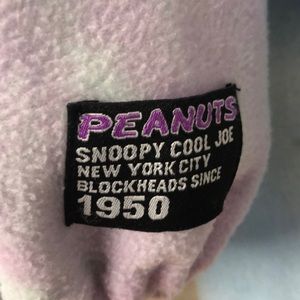 PEANUTS
SNOOPY COOL JOE
NEW YORK CITY
BLOCKHEADS SINCE
1950